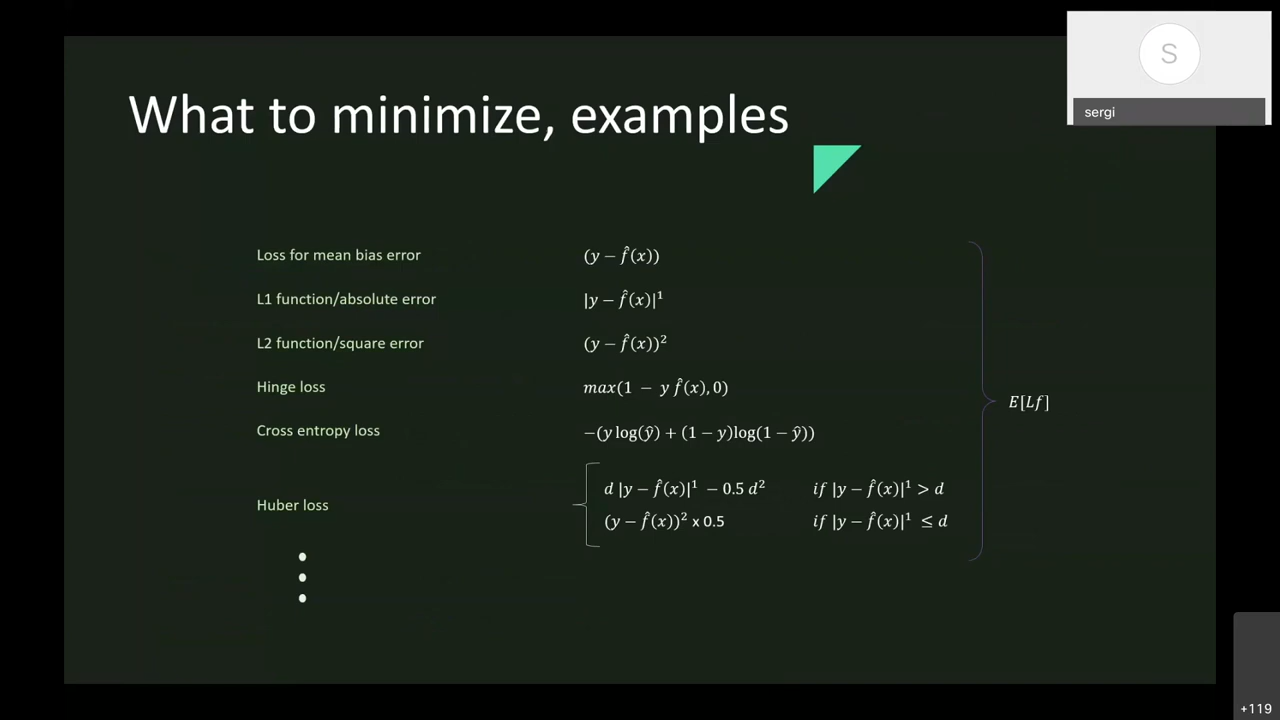 What to minimize, examples
S
sergi
Loss for mean bias error (y − f̂(x))
L1 function/absolute error |y − f̂(x)|¹
L2 function/square error (y − f̂(x))²
Hinge loss max(1 − y f̂(x), 0)
Cross entropy loss −(y log(ŷ) + (1 − y)log(1 − ŷ))
E[Lf]
Huber loss
d |y − f̂(x)|¹ − 0.5 d² if |y − f̂(x)|¹ > d
(y − f̂(x))² x 0.5 if |y − f̂(x)|¹ ≤ d
+119